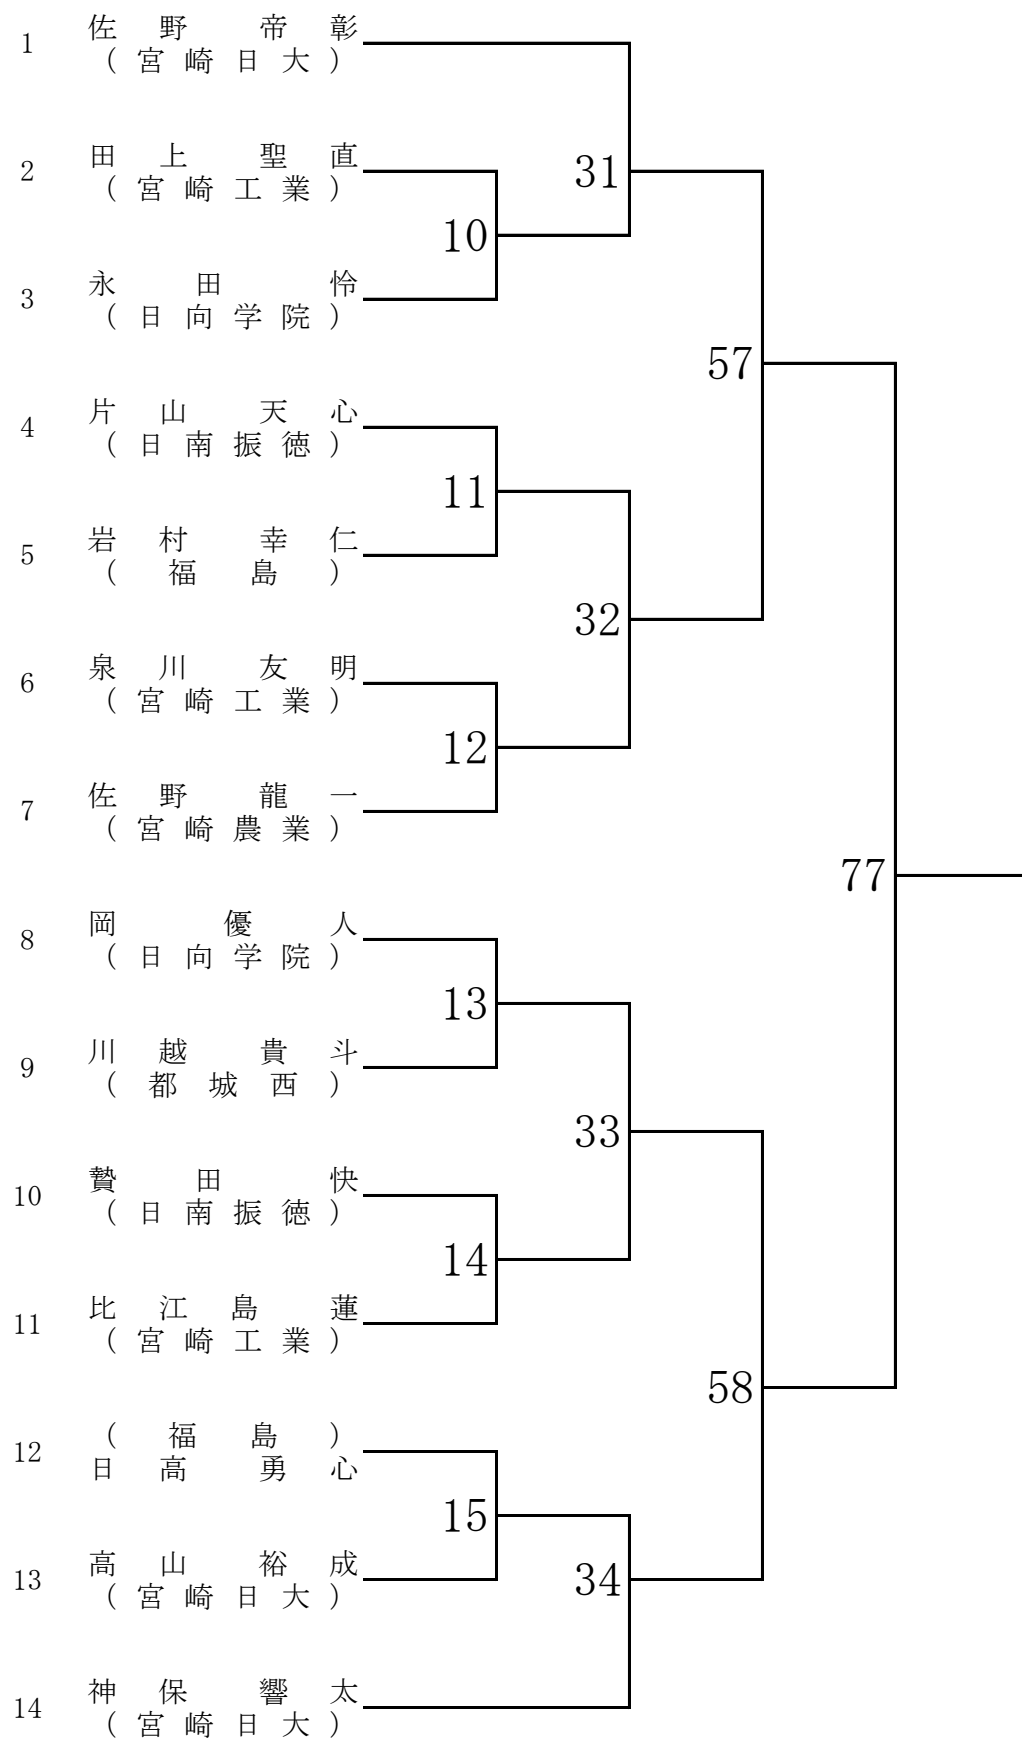 1 佐野 帝彰
(宮崎日大)
2 田上 聖直
(宮崎工業)
31
10
3 永田 怜
(日向学院)
57
4 片山 天心
(日南振徳)
11
5 岩村 幸仁
(福島)
32
6 泉川 友明
(宮崎工業)
12
7 佐野 龍一
(宮崎農業)
77
8 岡 優人
(日向学院)
13
9 川越 貴斗
(都城西)
33
10 贄田 快
(日南振徳)
14
11 比江島 蓮
(宮崎工業)
58
12 (福島)
日高 勇心
15
13 高山 裕成
(宮崎日大)
34
14 神保 響太
(宮崎日大)